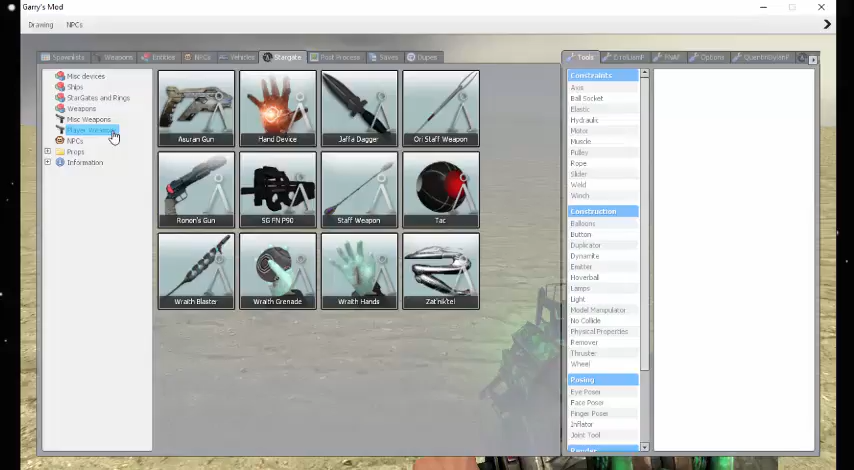 Garry's Mod
Drawing NPCs
Spawnlists Weapons Entities NPCs Vehicles Stargate Post Process Saves Dupes
Tools Options
Misc devices
Ships
StarGates and Rings
Weapons
Misc Weapons
Player Weapons
NPCs
Props
Information
Asuran Gun Hand Device Jaffa Dagger Ori Staff Weapon
Ronon's Gun SG FN P90 Staff Weapon Tac
Wraith Blaster Wraith Grenade Wraith Hands Zat'nik'tel
Constraints
Axis
Ball Socket
Elastic
Hydraulic
Motor
Muscle
Pulley
Rope
Slider
Weld
Winch
Construction
Balloons
Button
Duplicator
Dynamite
Emitter
Hoverball
Lamps
Light
Model Manipulator
No Collide
Physical Properties
Remover
Thruster
Wheel
Posing
Eye Poser
Face Poser
Finger Poser
Inflator
Joint Tool
Render